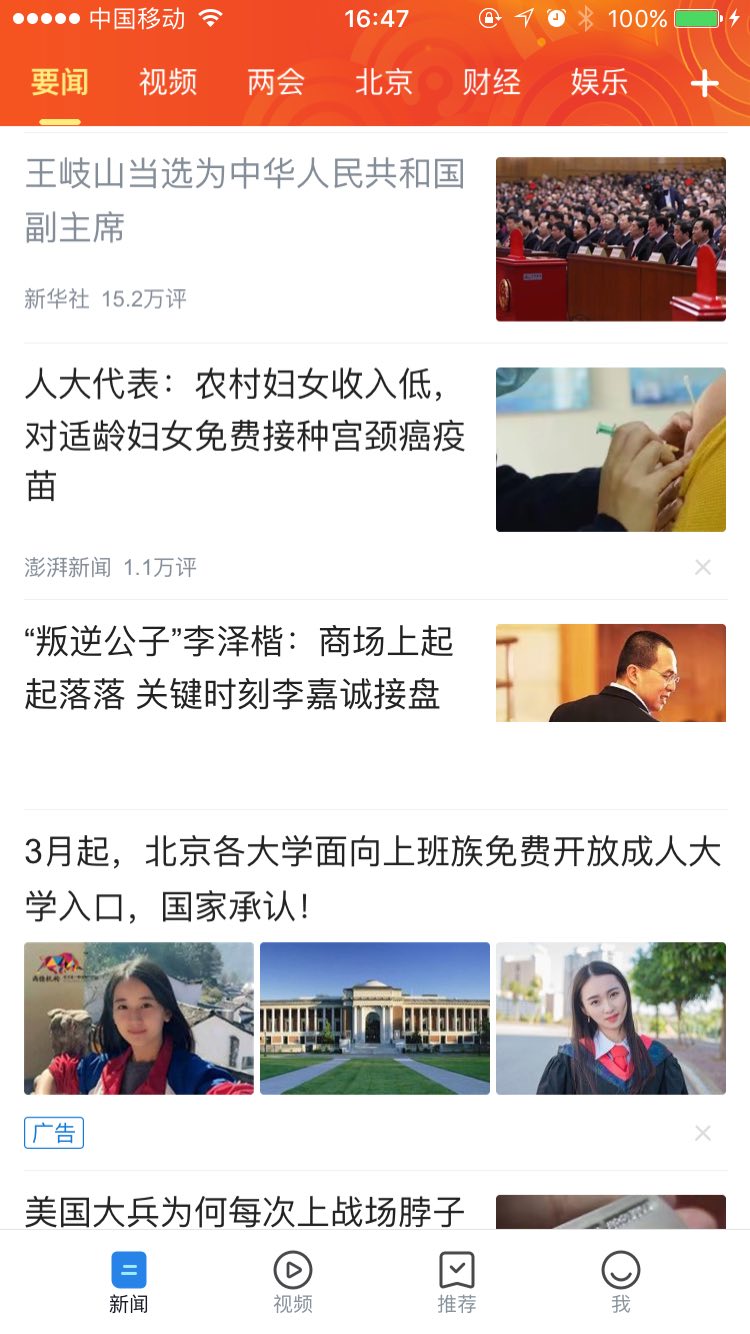 中国移动 16:47 100%
要闻 视频 两会 北京 财经 娱乐
王岐山当选为中华人民共和国
副主席
新华社 15.2万评
人大代表：农村妇女收入低，
对适龄妇女免费接种宫颈癌疫
苗
澎湃新闻 1.1万评
“叛逆公子”李泽楷：商场上起
起落落 关键时刻李嘉诚接盘
3月起，北京各大学面向上班族免费开放成人大
学入口，国家承认！
广告
美国大兵为何每次上战场脖子
新闻 视频 推荐 我